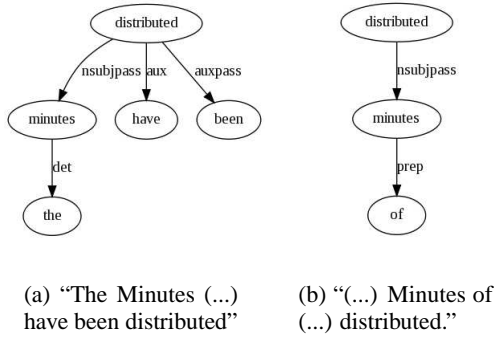 distributed distributed
nsubjpass aux auxpass nsubjpass
minutes have been minutes
det prep
the of
(a) “The Minutes (...) (b) “(...) Minutes of
have been distributed” (...) distributed.”